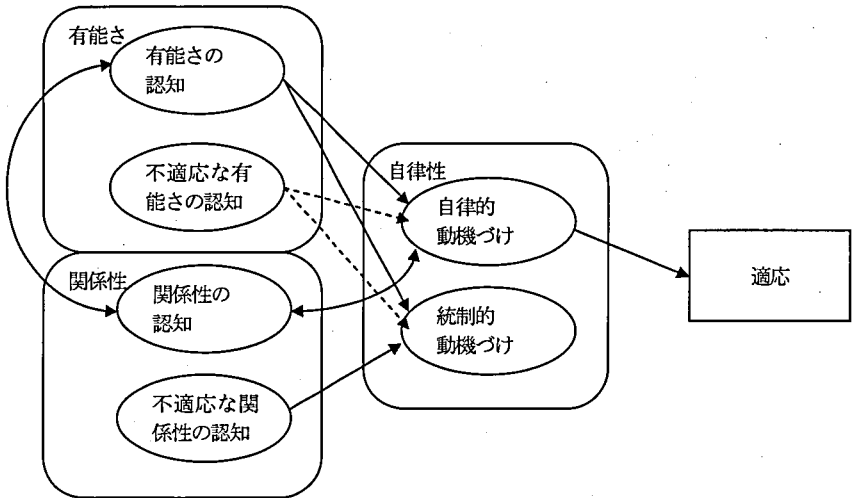 有能さ
有能さの
認知
不適応な有
能さの認知
関係性
関係性の
認知
不適応な関
係性の認知
自律性
自律的
動機づけ
統制的
動機づけ
適応